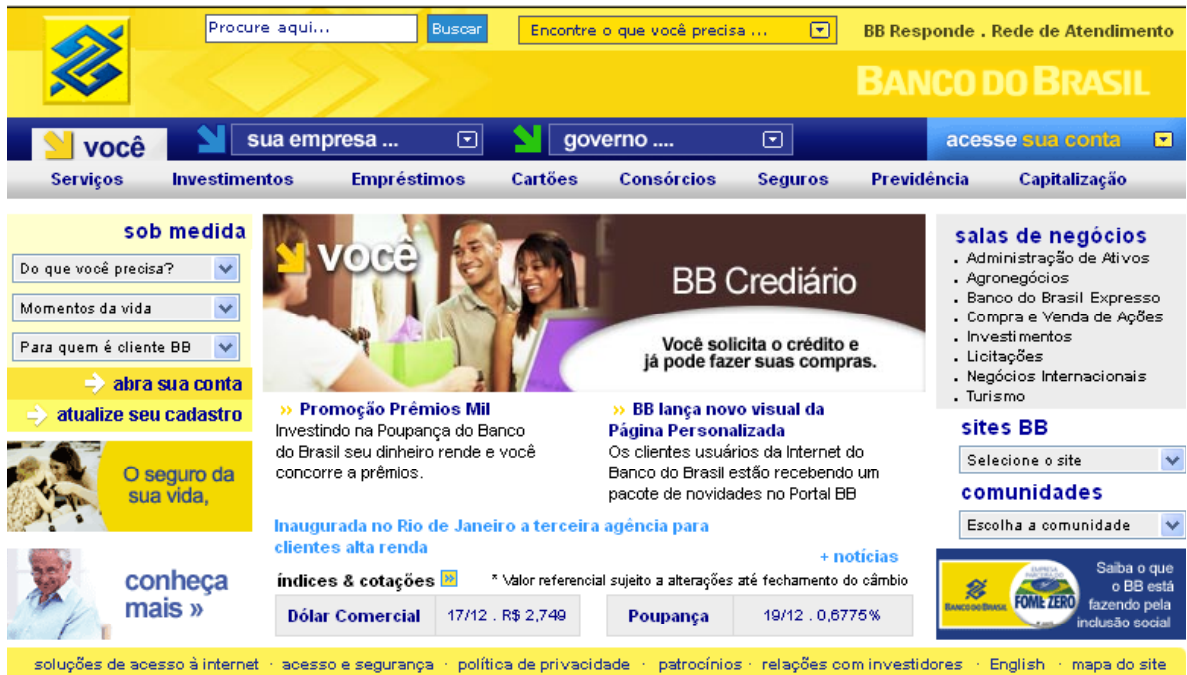 Procure aqui... Buscar Encontre o que você precisa ... BB Responde . Rede de Atendimento
BANCO DO BRASIL
você sua empresa ... governo .... acesse sua conta
Serviços Investimentos Empréstimos Cartões Consórcios Seguros Previdência Capitalização
sob medida
Do que você precisa?
Momentos da vida
Para quem é cliente BB
abra sua conta
atualize seu cadastro
O seguro da
sua vida,
conheça
mais »
você
BB Crediário
Você solicita o crédito e
já pode fazer suas compras.
» Promoção Prêmios Mil
Investindo na Poupança do Banco
do Brasil seu dinheiro rende e você
concorre a prêmios.
» BB lança novo visual da
Página Personalizada
Os clientes usuários da Internet do
Banco do Brasil estão recebendo um
pacote de novidades no Portal BB
Inaugurada no Rio de Janeiro a terceira agência para
clientes alta renda
+ notícias
índices & cotações » * Valor referencial sujeito a alterações até fechamento do câmbio
Dólar Comercial 17/12 . R$ 2,749 Poupança 19/12 . 0,6775%
salas de negócios
. Administração de Ativos
. Agronegócios
. Banco do Brasil Expresso
. Compra e Venda de Ações
. Investimentos
. Licitações
. Negócios Internacionais
. Turismo
sites BB
Selecione o site
comunidades
Escolha a comunidade
BANCO DO BRASIL
EMPRESA
PARCEIRA DO
FOME ZERO
Saiba o que
o BB está
fazendo pela
inclusão social
soluções de acesso à internet · acesso e segurança · política de privacidade · patrocínios · relações com investidores · English · mapa do site